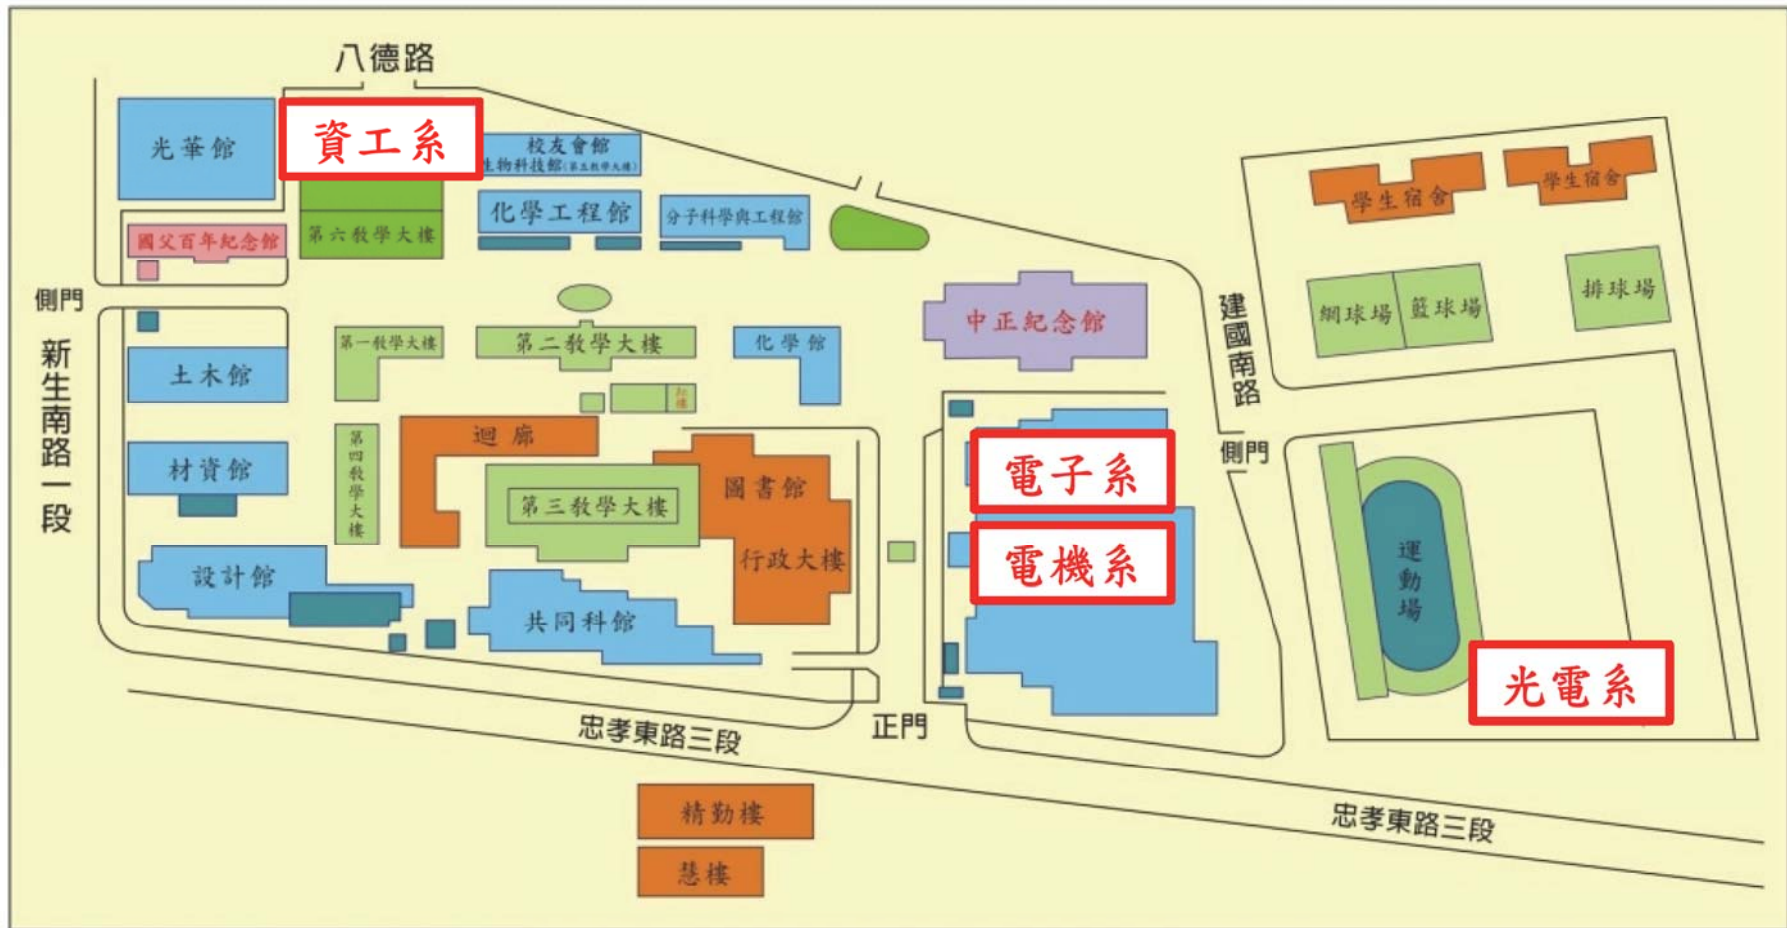 八德路
光華館
資工系
校友會館
生物科技館(第五教學大樓)
化學工程館
分子科學與工程館
國父百年紀念館
第六教學大樓
學生宿舍
學生宿舍
側門
新生南路一段
土木館
第一教學大樓
第二教學大樓
化學館
中正紀念館
建國南路
網球場
籃球場
排球場
紅樓
迴廊
材資館
第四教學大樓
第三教學大樓
圖書館
行政大樓
電子系
電機系
側門
運動場
設計館
共同科館
光電系
忠孝東路三段
正門
精勤樓
慧樓
忠孝東路三段